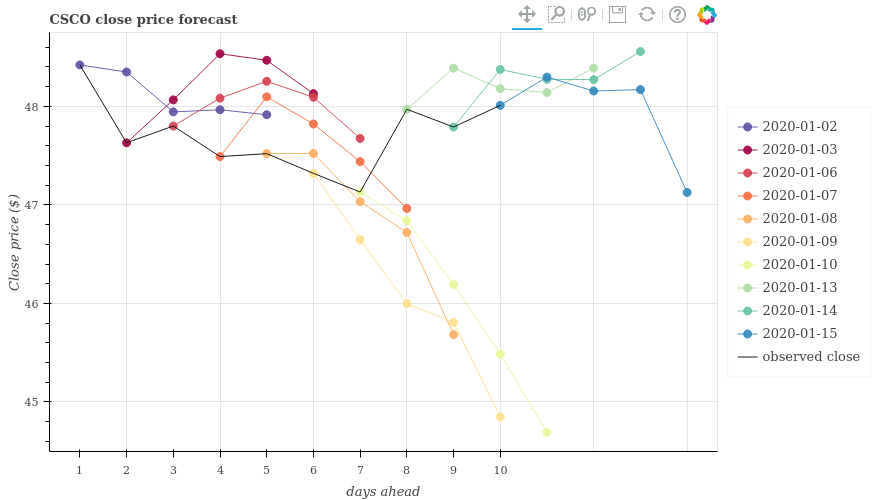 CSCO close price forecast
Close price ($)
48
47
46
45
1 2 3 4 5 6 7 8 9 10
days ahead
2020-01-02
2020-01-03
2020-01-06
2020-01-07
2020-01-08
2020-01-09
2020-01-10
2020-01-13
2020-01-14
2020-01-15
observed close